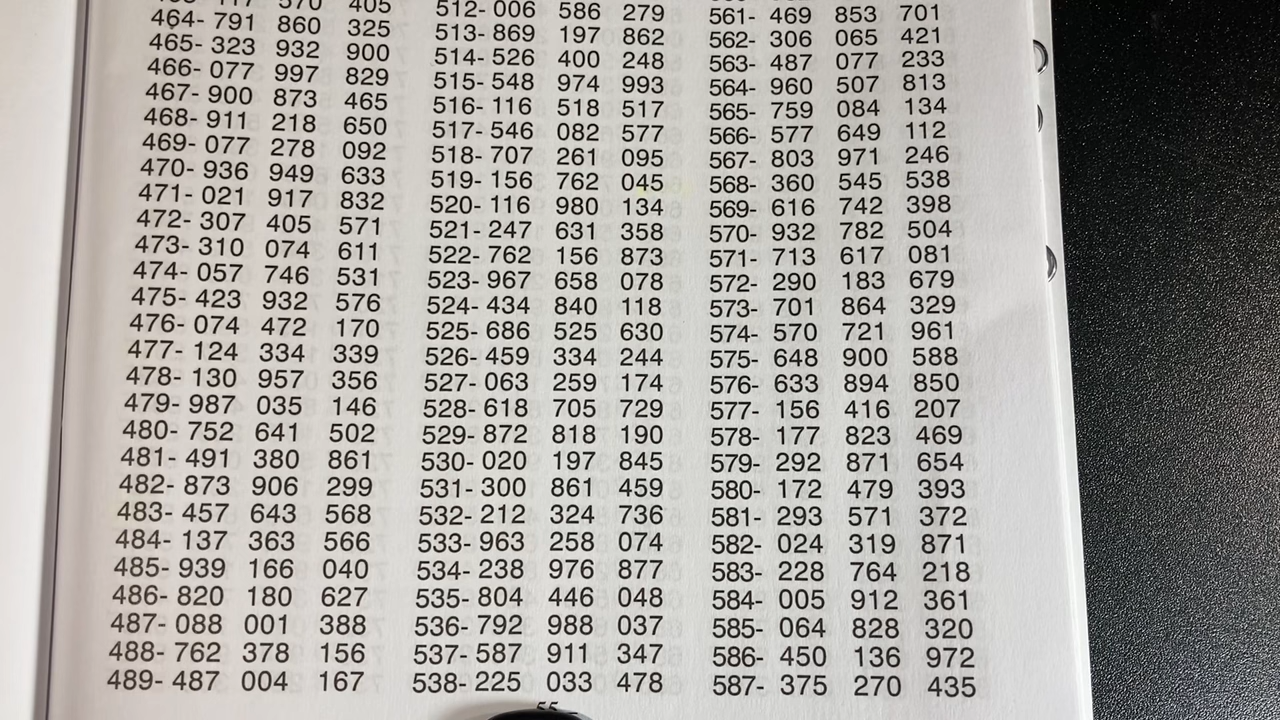 570 405
464- 791 860 325
465- 323 932 900
466- 077 997 829
467- 900 873 465
468- 911 218 650
469- 077 278 092
470- 936 949 633
471- 021 917 832
472- 307 405 571
473- 310 074 611
474- 057 746 531
475- 423 932 576
476- 074 472 170
477- 124 334 339
478- 130 957 356
479- 987 035 146
480- 752 641 502
481- 491 380 861
482- 873 906 299
483- 457 643 568
484- 137 363 566
485- 939 166 040
486- 820 180 627
487- 088 001 388
488- 762 378 156
489- 487 004 167
512- 006 586 279
513- 869 197 862
514- 526 400 248
515- 548 974 993
516- 116 518 517
517- 546 082 577
518- 707 261 095
519- 156 762 045
520- 116 980 134
521- 247 631 358
522- 762 156 873
523- 967 658 078
524- 434 840 118
525- 686 525 630
526- 459 334 244
527- 063 259 174
528- 618 705 729
529- 872 818 190
530- 020 197 845
531- 300 861 459
532- 212 324 736
533- 963 258 074
534- 238 976 877
535- 804 446 048
536- 792 988 037
537- 587 911 347
538- 225 033 478
561- 469 853 701
562- 306 065 421
563- 487 077 233
564- 960 507 813
565- 759 084 134
566- 577 649 112
567- 803 971 246
568- 360 545 538
569- 616 742 398
570- 932 782 504
571- 713 617 081
572- 290 183 679
573- 701 864 329
574- 570 721 961
575- 648 900 588
576- 633 894 850
577- 156 416 207
578- 177 823 469
579- 292 871 654
580- 172 479 393
581- 293 571 372
582- 024 319 871
583- 228 764 218
584- 005 912 361
585- 064 828 320
586- 450 136 972
587- 375 270 435